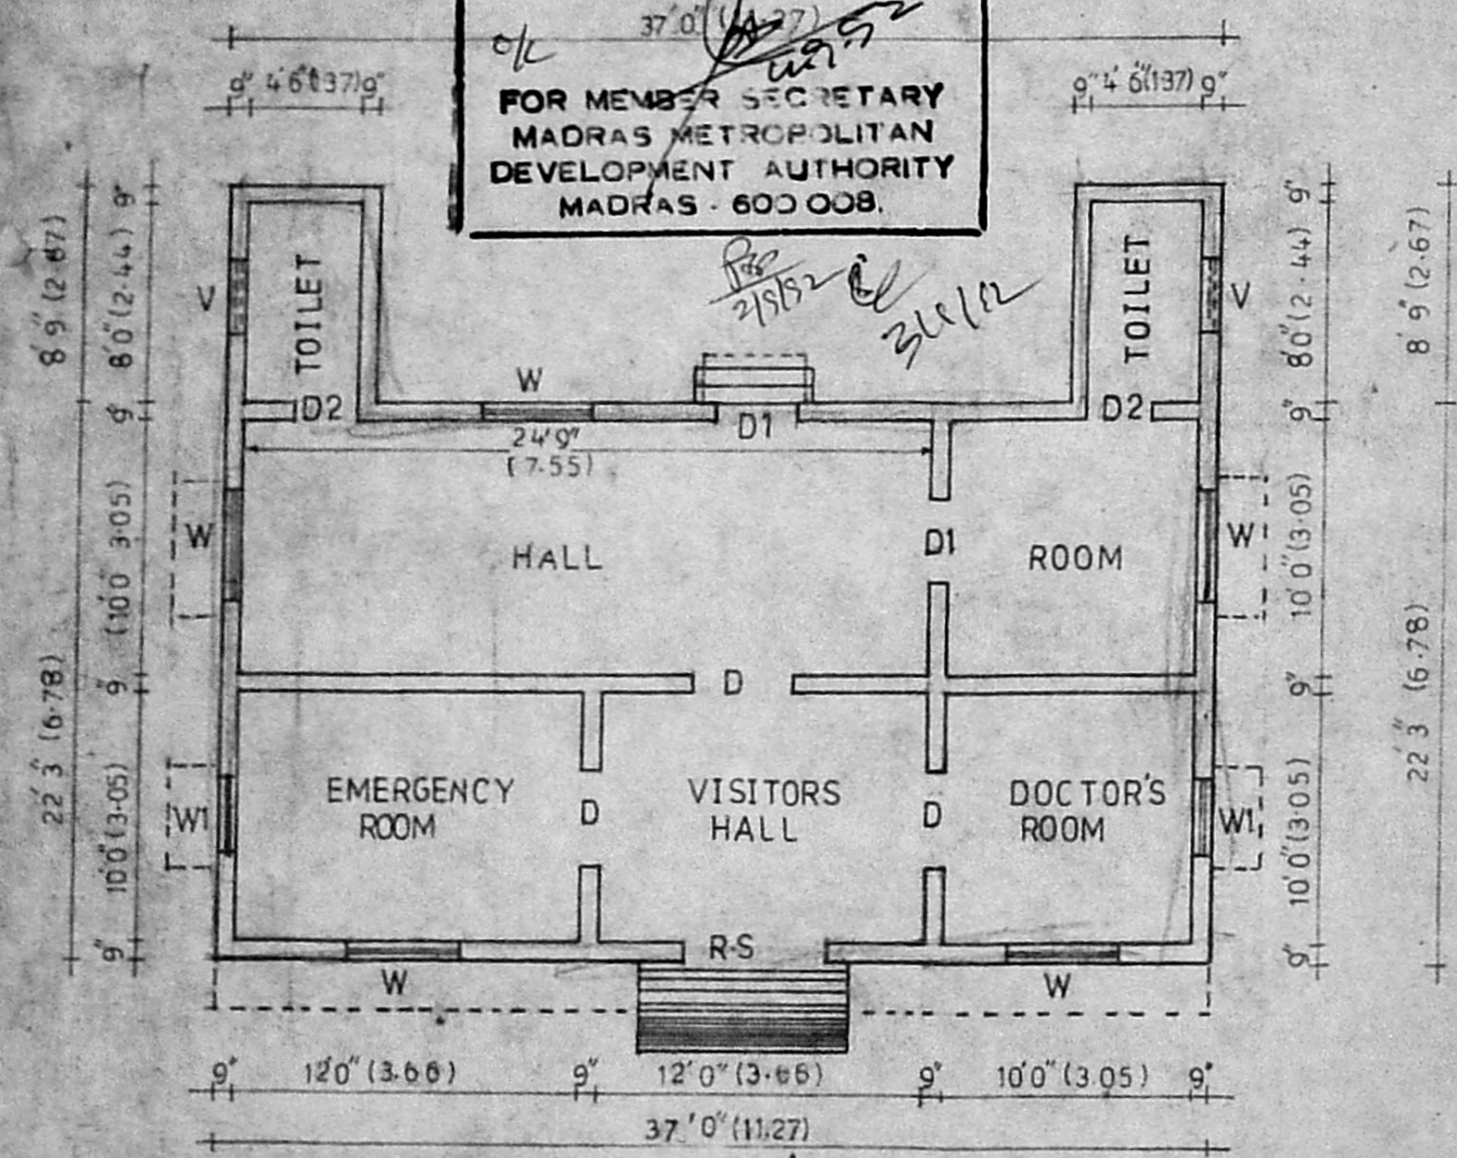 37'0" (11.27)
9" 4'6"(1.37) 9"
9" 4'6"(1.37) 9"
FOR MEMBER SECRETARY
MADRAS METROPOLITAN
DEVELOPMENT AUTHORITY
MADRAS - 600 008.
2/9/92
8'9" (2.67)
9"
8'0" (2.44)
9"
V
TOILET
D2
W
D1
TOILET
D2
V
9"
8'0" (2.44)
9"
8'9" (2.67)
24'9"
(7.55)
22'3" (6.78)
(10'0 3.05)
9"
10'0" (3.05)
9"
W
HALL
D1
ROOM
W
10'0" (3.05)
9"
22'3" (6.78)
D
W1
EMERGENCY
ROOM
D
VISITORS
HALL
D
DOCTOR'S
ROOM
W1
10'0" (3.05)
9"
R.S
W
W
9" 12'0" (3.66) 9" 12'0" (3.66) 9" 10'0" (3.05) 9"
37'0" (11.27)